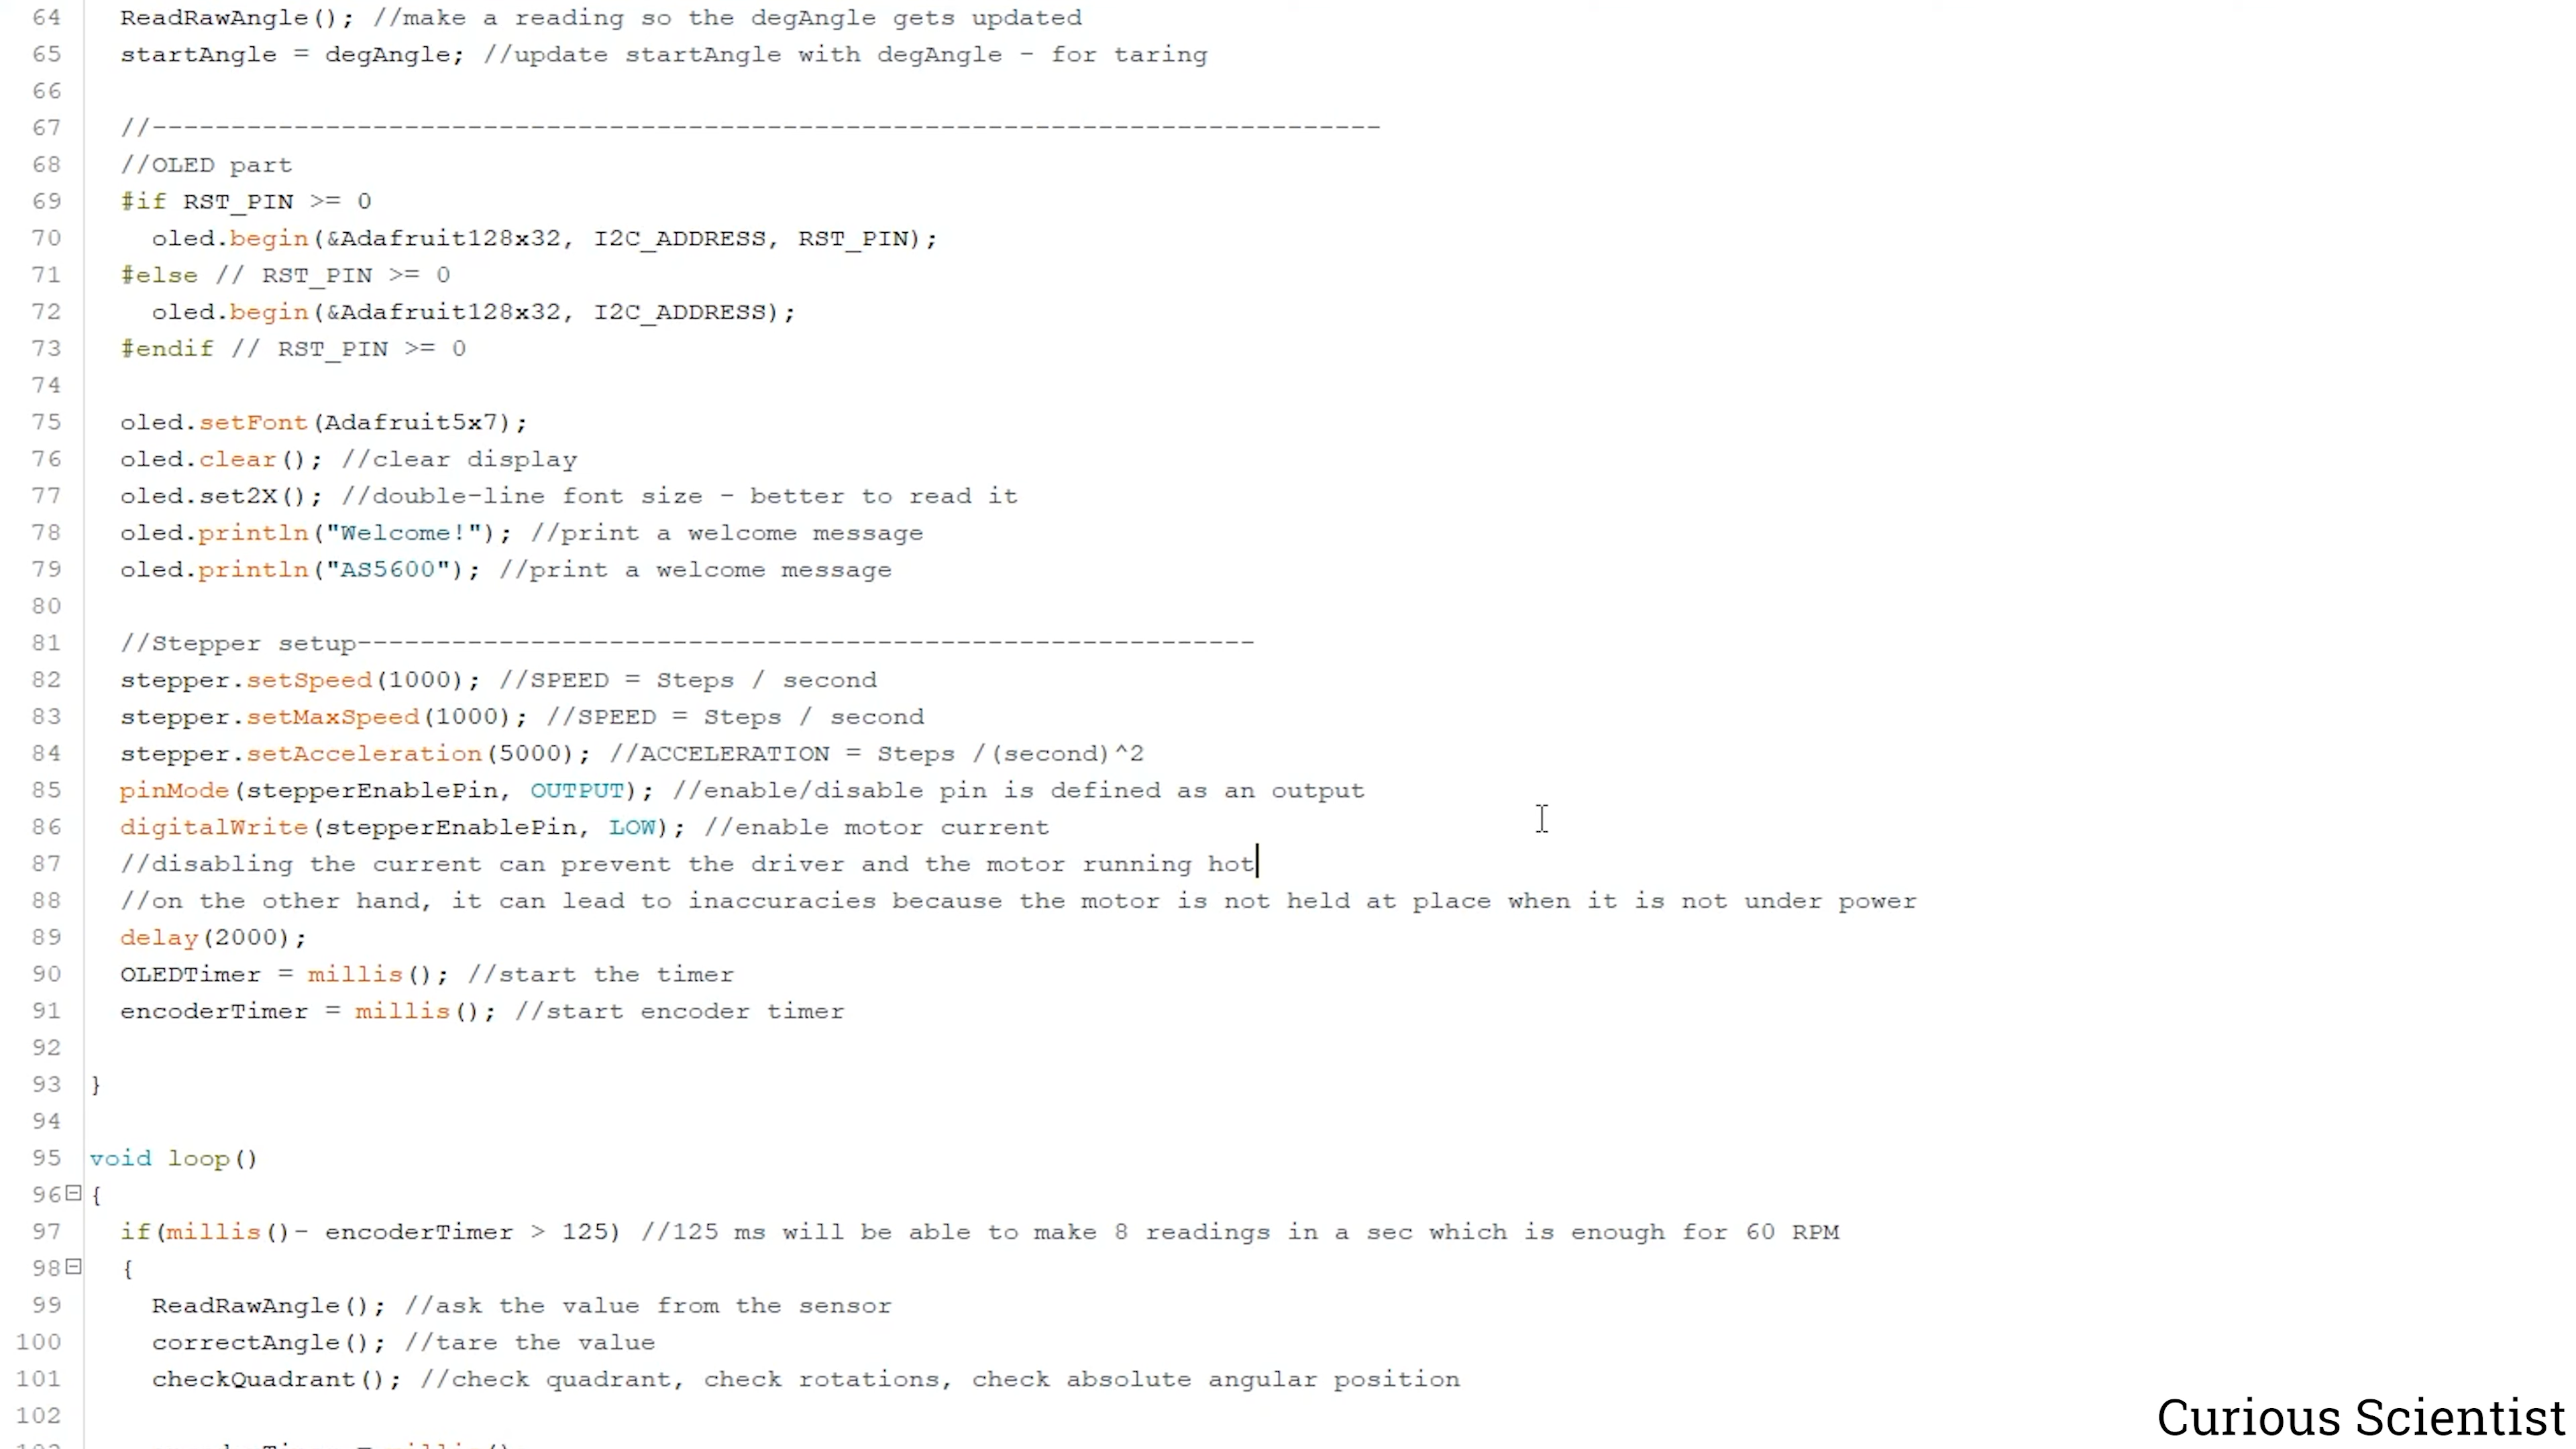 64 ReadRawAngle(); //make a reading so the degAngle gets updated
65 startAngle = degAngle; //update startAngle with degAngle - for taring
66
67 //------------------------------------------------------------------------------
68 //OLED part
69 #if RST_PIN >= 0
70 oled.begin(&Adafruit128x32, I2C_ADDRESS, RST_PIN);
71 #else // RST_PIN >= 0
72 oled.begin(&Adafruit128x32, I2C_ADDRESS);
73 #endif // RST_PIN >= 0
74
75 oled.setFont(Adafruit5x7);
76 oled.clear(); //clear display
77 oled.set2X(); //double-line font size - better to read it
78 oled.println("Welcome!"); //print a welcome message
79 oled.println("AS5600"); //print a welcome message
80
81 //Stepper setup---------------------------------------------------------
82 stepper.setSpeed(1000); //SPEED = Steps / second
83 stepper.setMaxSpeed(1000); //SPEED = Steps / second
84 stepper.setAcceleration(5000); //ACCELERATION = Steps /(second)^2
85 pinMode(stepperEnablePin, OUTPUT); //enable/disable pin is defined as an output
86 digitalWrite(stepperEnablePin, LOW); //enable motor current
87 //disabling the current can prevent the driver and the motor running hot
88 //on the other hand, it can lead to inaccuracies because the motor is not held at place when it is not under power
89 delay(2000);
90 OLEDTimer = millis(); //start the timer
91 encoderTimer = millis(); //start encoder timer
92
93 }
94
95 void loop()
96 {
97 if(millis()- encoderTimer > 125) //125 ms will be able to make 8 readings in a sec which is enough for 60 RPM
98 {
99 ReadRawAngle(); //ask the value from the sensor
100 correctAngle(); //tare the value
101 checkQuadrant(); //check quadrant, check rotations, check absolute angular position
102
Curious Scientist